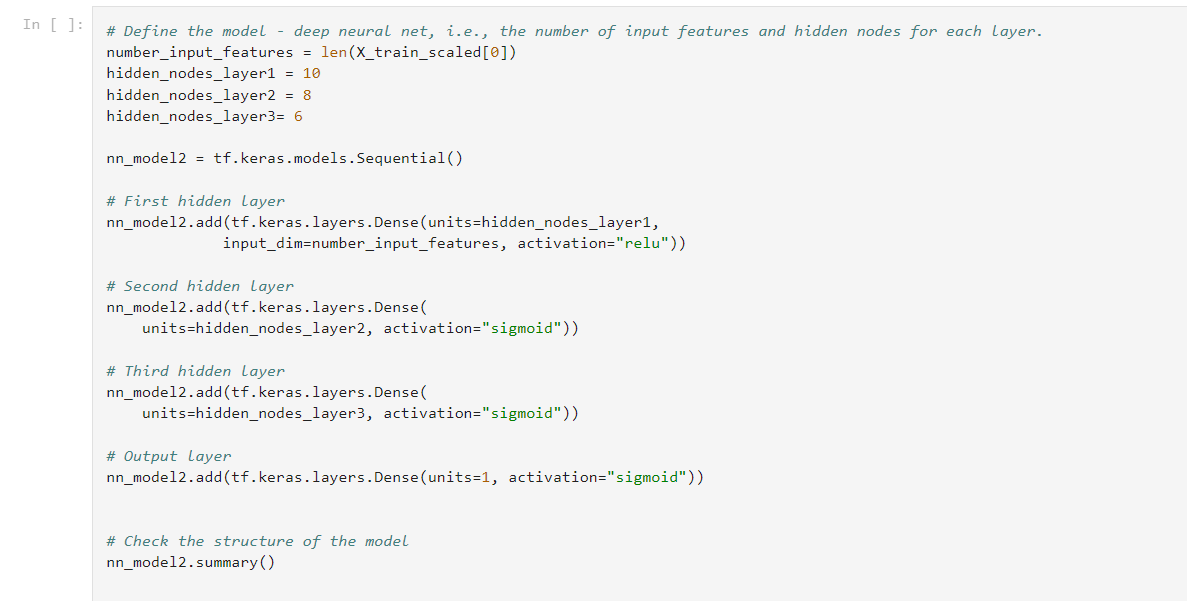 In [ ]:
# Define the model - deep neural net, i.e., the number of input features and hidden nodes for each layer.
number_input_features = len(X_train_scaled[0])
hidden_nodes_layer1 = 10
hidden_nodes_layer2 = 8
hidden_nodes_layer3= 6
nn_model2 = tf.keras.models.Sequential()
# First hidden layer
nn_model2.add(tf.keras.layers.Dense(units=hidden_nodes_layer1,
input_dim=number_input_features, activation="relu"))
# Second hidden layer
nn_model2.add(tf.keras.layers.Dense(
units=hidden_nodes_layer2, activation="sigmoid"))
# Third hidden layer
nn_model2.add(tf.keras.layers.Dense(
units=hidden_nodes_layer3, activation="sigmoid"))
# Output layer
nn_model2.add(tf.keras.layers.Dense(units=1, activation="sigmoid"))
# Check the structure of the model
nn_model2.summary()